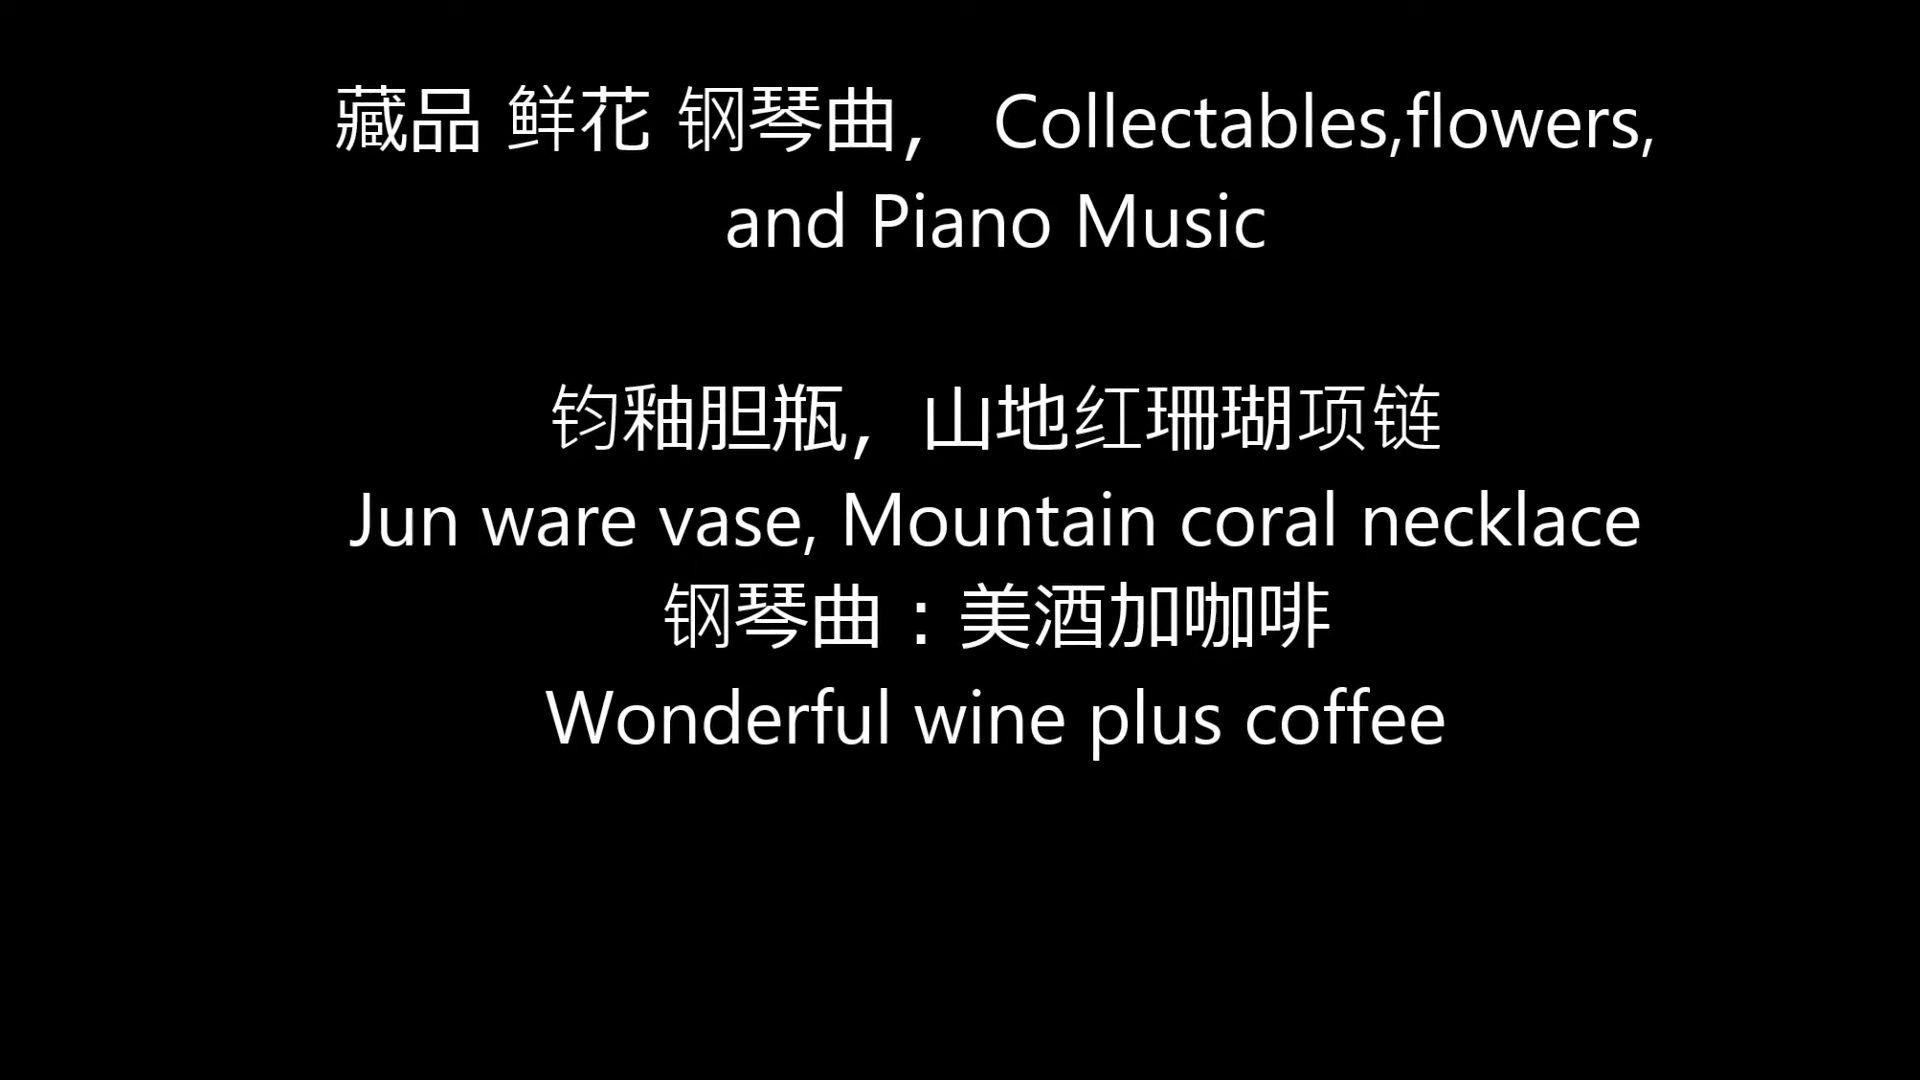 藏品 鲜花 钢琴曲， Collectables,flowers,
and Piano Music
钧釉胆瓶，山地红珊瑚项链
Jun ware vase, Mountain coral necklace
钢琴曲：美酒加咖啡
Wonderful wine plus coffee